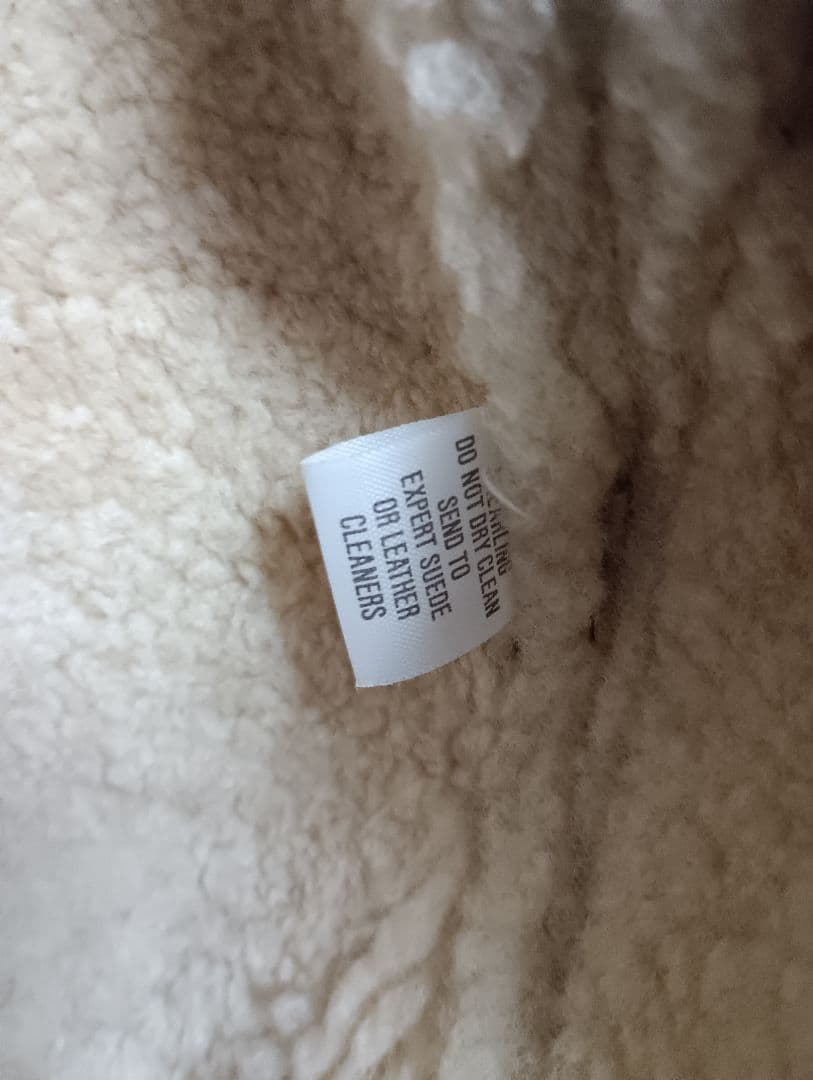 DO NOT DRY CLEAN
SEND TO
EXPERT SUEDE
OR LEATHER
CLEANERS